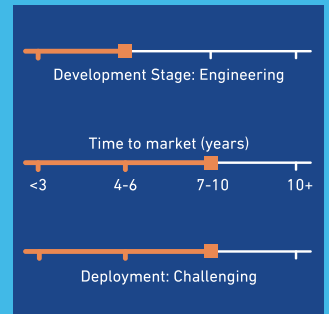 Development Stage: Engineering
Time to market (years)
<3 4-6 7-10 10+
Deployment: Challenging